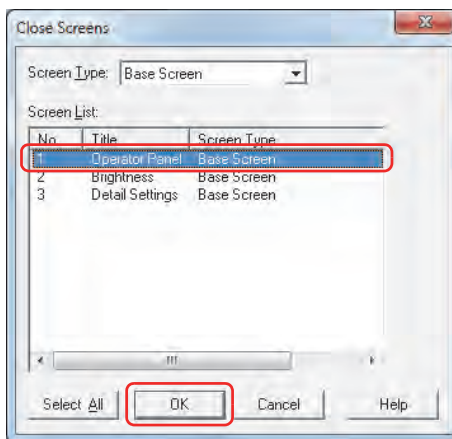 Close Screens
Screen Type: Base Screen
Screen List:
No. Title Screen Type
1 Operator Panel Base Screen
2 Brightness Base Screen
3 Detail Settings Base Screen
Select All OK Cancel Help